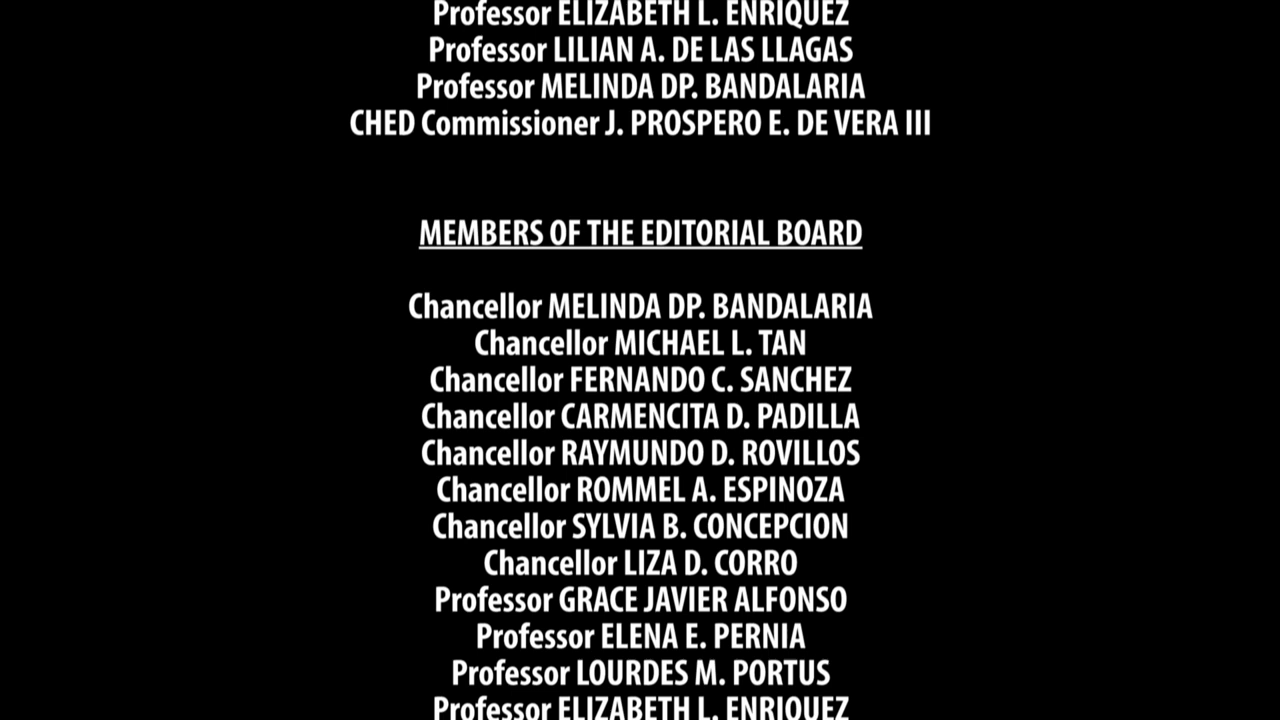 Professor ELIZABETH L. ENRIQUEZ
Professor LILIAN A. DE LAS LLAGAS
Professor MELINDA DP. BANDALARIA
CHED Commissioner J. PROSPERO E. DE VERA III
MEMBERS OF THE EDITORIAL BOARD
Chancellor MELINDA DP. BANDALARIA
Chancellor MICHAEL L. TAN
Chancellor FERNANDO C. SANCHEZ
Chancellor CARMENCITA D. PADILLA
Chancellor RAYMUNDO D. ROVILLOS
Chancellor ROMMEL A. ESPINOZA
Chancellor SYLVIA B. CONCEPCION
Chancellor LIZA D. CORRO
Professor GRACE JAVIER ALFONSO
Professor ELENA E. PERNIA
Professor LOURDES M. PORTUS
Professor ELIZABETH L. ENRIQUEZ